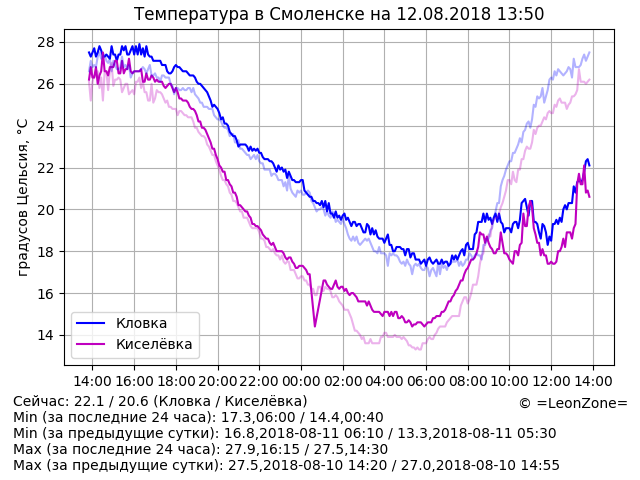 Температура в Смоленске на 12.08.2018 13:50
градусов Цельсия, °C
28
26
24
22
20
18
16
14
Кловка
Киселёвка
14:00 16:00 18:00 20:00 22:00 00:00 02:00 04:00 06:00 08:00 10:00 12:00 14:00
Сейчас: 22.1 / 20.6 (Кловка / Киселёвка)
© =LeonZone=
Min (за последние 24 часа): 17.3,06:00 / 14.4,00:40
Min (за предыдущие сутки): 16.8,2018-08-11 06:10 / 13.3,2018-08-11 05:30
Max (за последние 24 часа): 27.9,16:15 / 27.5,14:30
Max (за предыдущие сутки): 27.5,2018-08-10 14:20 / 27.0,2018-08-10 14:55